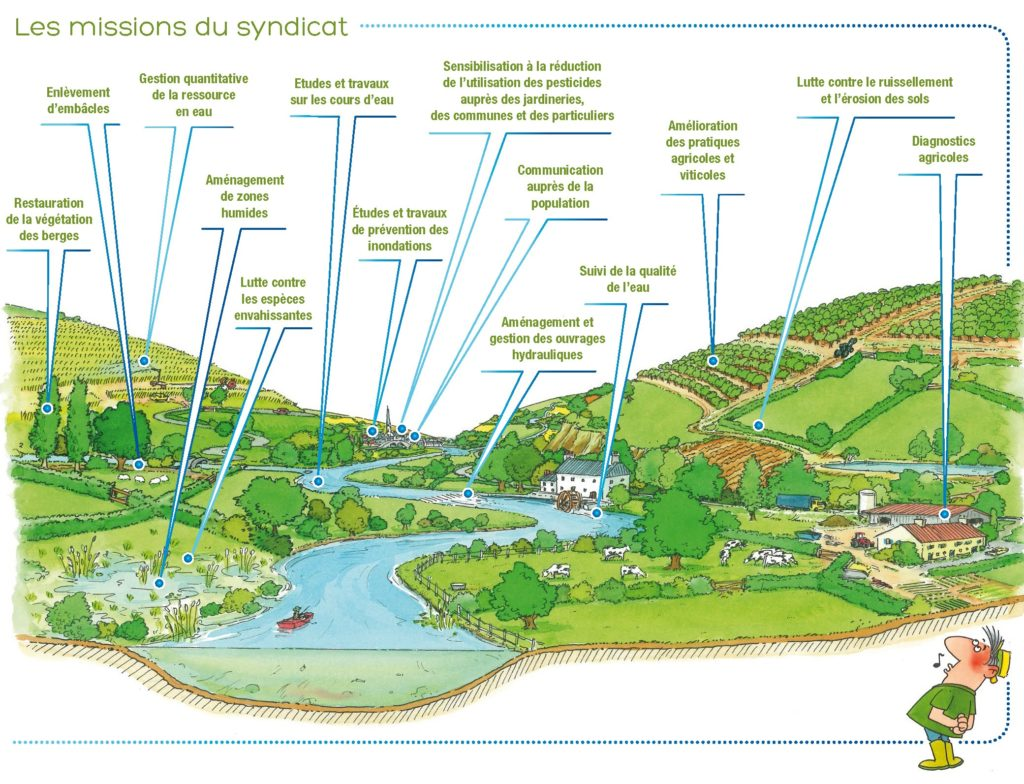 Les missions du syndicat
Enlèvement
d'embâcles
Gestion quantitative
de la ressource
en eau
Etudes et travaux
sur les cours d'eau
Sensibilisation à la réduction
de l'utilisation des pesticides
auprès des jardineries,
des communes et des particuliers
Lutte contre le ruissellement
et l'érosion des sols
Amélioration
des pratiques
agricoles et
viticoles
Diagnostics
agricoles
Restauration
de la végétation
des berges
Aménagement
de zones
humides
Études et travaux
de prévention des
inondations
Communication
auprès de la
population
Lutte contre
les espèces
envahissantes
Suivi de la qualité
de l'eau
Aménagement et
gestion des ouvrages
hydrauliques